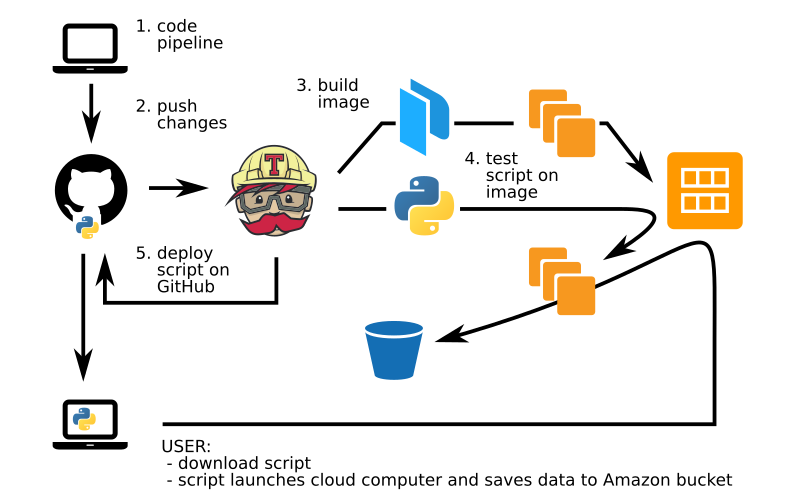 1. code
pipeline
2. push
changes
3. build
image
4. test
script on
image
T
5. deploy
script on
GitHub
USER:
- download script
- script launches cloud computer and saves data to Amazon bucket